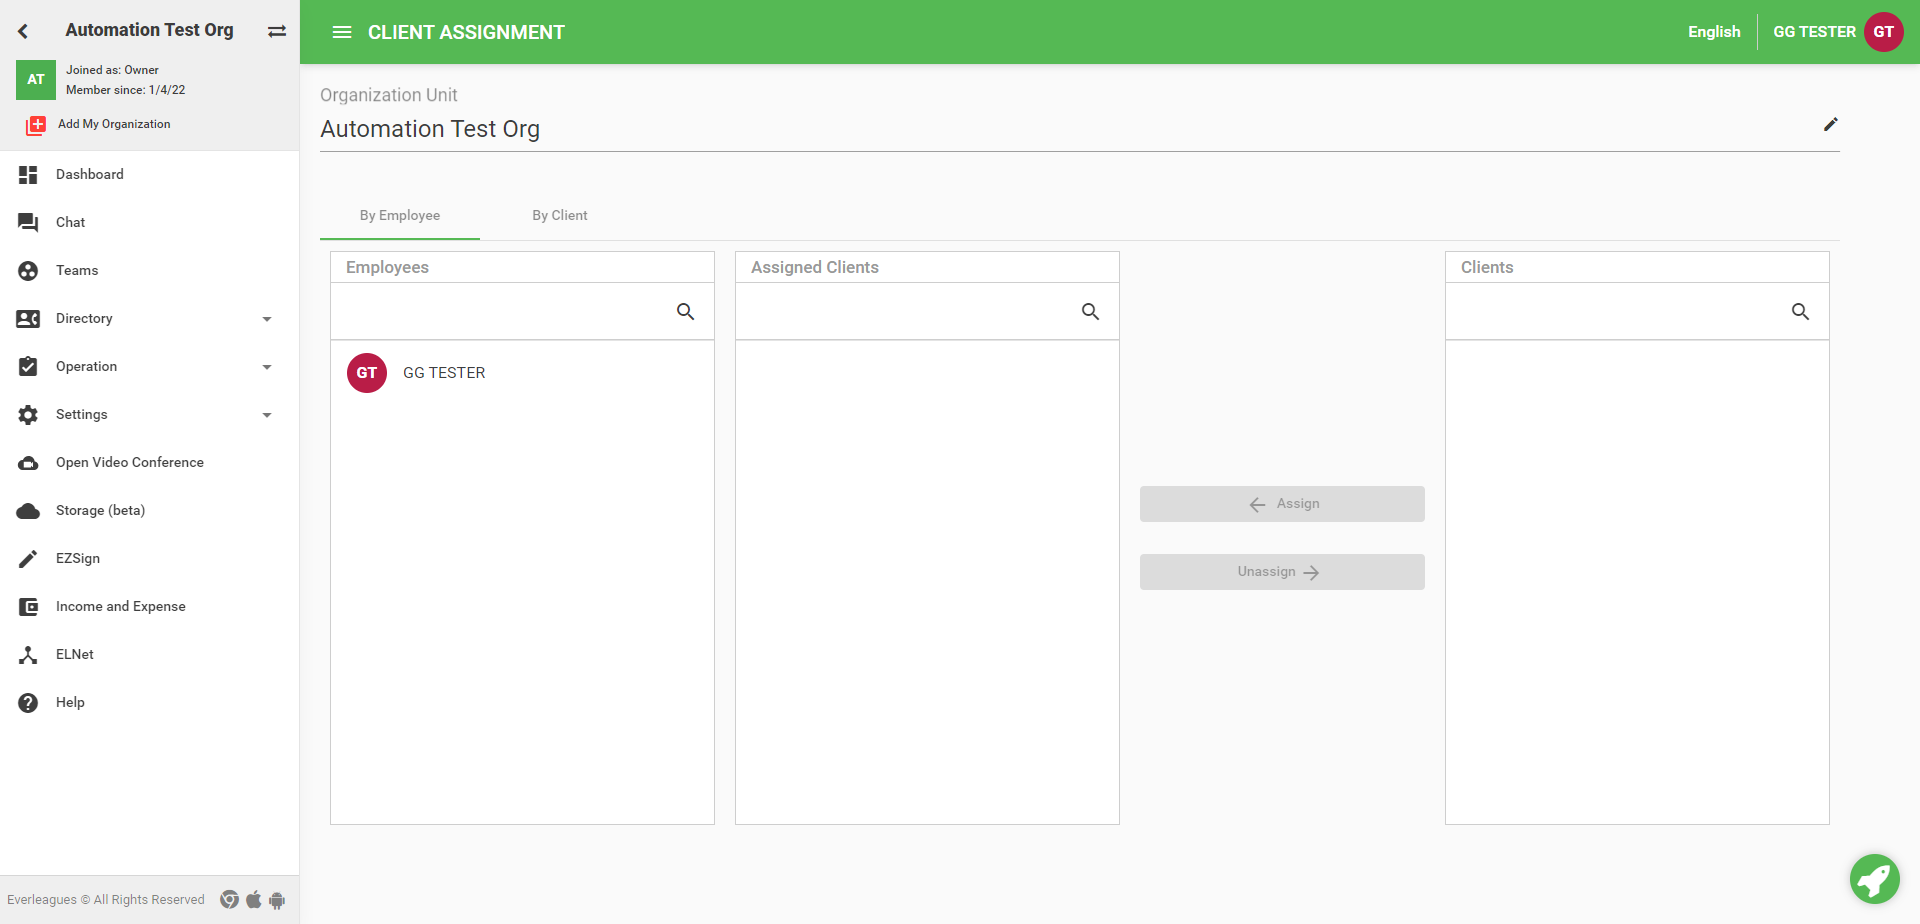 Automation Test Org
AT
Joined as: Owner
Member since: 1/4/22
Add My Organization
Dashboard
Chat
Teams
Directory
Operation
Settings
Open Video Conference
Storage (beta)
EZSign
Income and Expense
ELNet
Help
Everleagues © All Rights Reserved
CLIENT ASSIGNMENT
English
GG TESTER
GT
Organization Unit
Automation Test Org
By Employee
By Client
Employees
GT
GG TESTER
Assigned Clients
Assign
Unassign
Clients